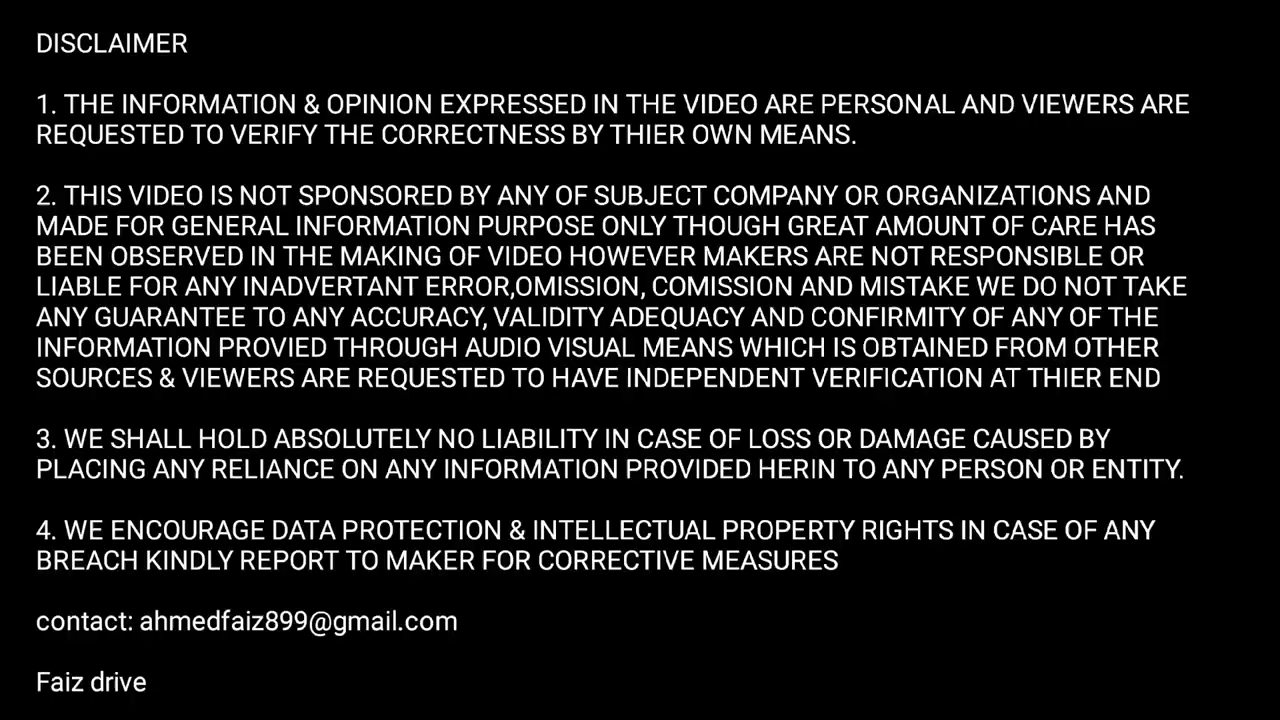 DISCLAIMER
1. THE INFORMATION & OPINION EXPRESSED IN THE VIDEO ARE PERSONAL AND VIEWERS ARE
REQUESTED TO VERIFY THE CORRECTNESS BY THIER OWN MEANS.
2. THIS VIDEO IS NOT SPONSORED BY ANY OF SUBJECT COMPANY OR ORGANIZATIONS AND
MADE FOR GENERAL INFORMATION PURPOSE ONLY THOUGH GREAT AMOUNT OF CARE HAS
BEEN OBSERVED IN THE MAKING OF VIDEO HOWEVER MAKERS ARE NOT RESPONSIBLE OR
LIABLE FOR ANY INADVERTANT ERROR,OMISSION, COMISSION AND MISTAKE WE DO NOT TAKE
ANY GUARANTEE TO ANY ACCURACY, VALIDITY ADEQUACY AND CONFIRMITY OF ANY OF THE
INFORMATION PROVIED THROUGH AUDIO VISUAL MEANS WHICH IS OBTAINED FROM OTHER
SOURCES & VIEWERS ARE REQUESTED TO HAVE INDEPENDENT VERIFICATION AT THIER END
3. WE SHALL HOLD ABSOLUTELY NO LIABILITY IN CASE OF LOSS OR DAMAGE CAUSED BY
PLACING ANY RELIANCE ON ANY INFORMATION PROVIDED HERIN TO ANY PERSON OR ENTITY.
4. WE ENCOURAGE DATA PROTECTION & INTELLECTUAL PROPERTY RIGHTS IN CASE OF ANY
BREACH KINDLY REPORT TO MAKER FOR CORRECTIVE MEASURES
contact: ahmedfaiz899@gmail.com
Faiz drive